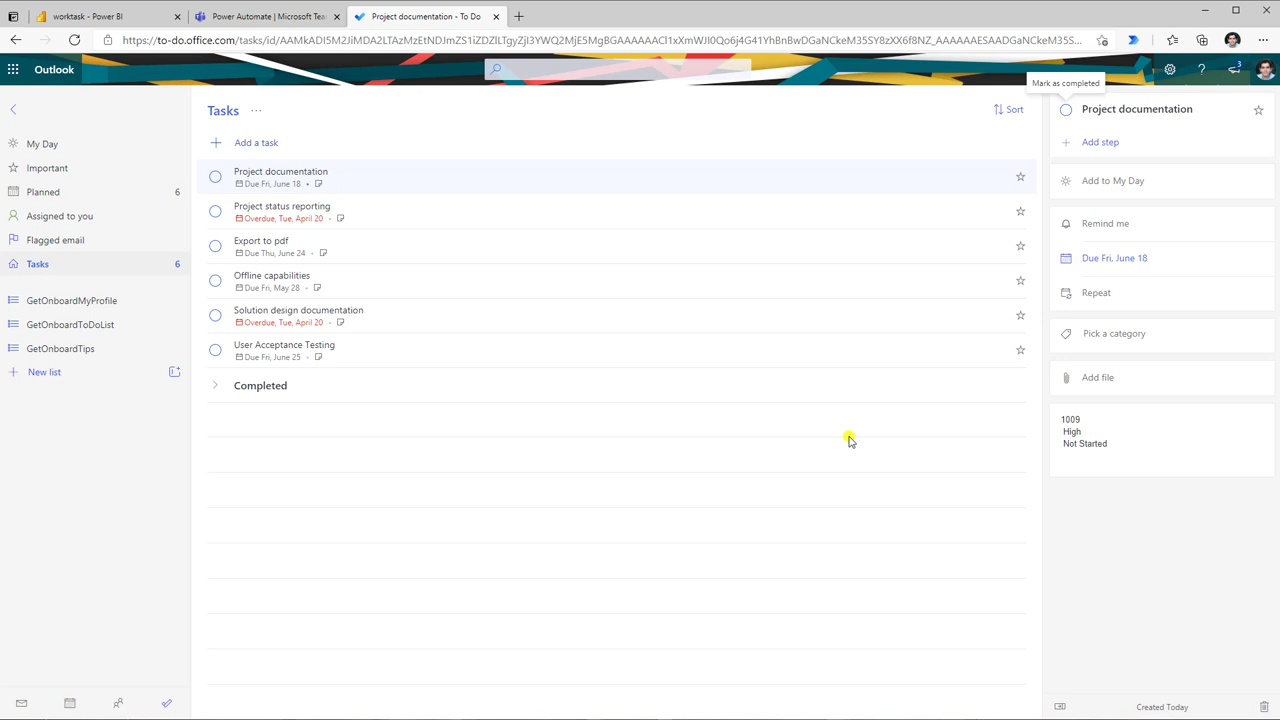 worktask - Power BI
Power Automate | Microsoft Tea
Project documentation - To Do
https://to-do.office.com/tasks/id/
Outlook
3
Mark as completed
Tasks
Sort
Add a task
Project documentation
Due Fri, June 18
Project status reporting
Overdue, Tue, April 20
Export to pdf
Due Thu, June 24
Offline capabilities
Due Fri, May 28
Solution design documentation
Overdue, Tue, April 20
User Acceptance Testing
Due Fri, June 25
Completed
My Day
Important
Planned 6
Assigned to you
Flagged email
Tasks 6
GetOnboardMyProfile
GetOnboardToDoList
GetOnboardTips
New list
Project documentation
Add step
Add to My Day
Remind me
Due Fri, June 18
Repeat
Pick a category
Add file
1009
High
Not Started
Created Today